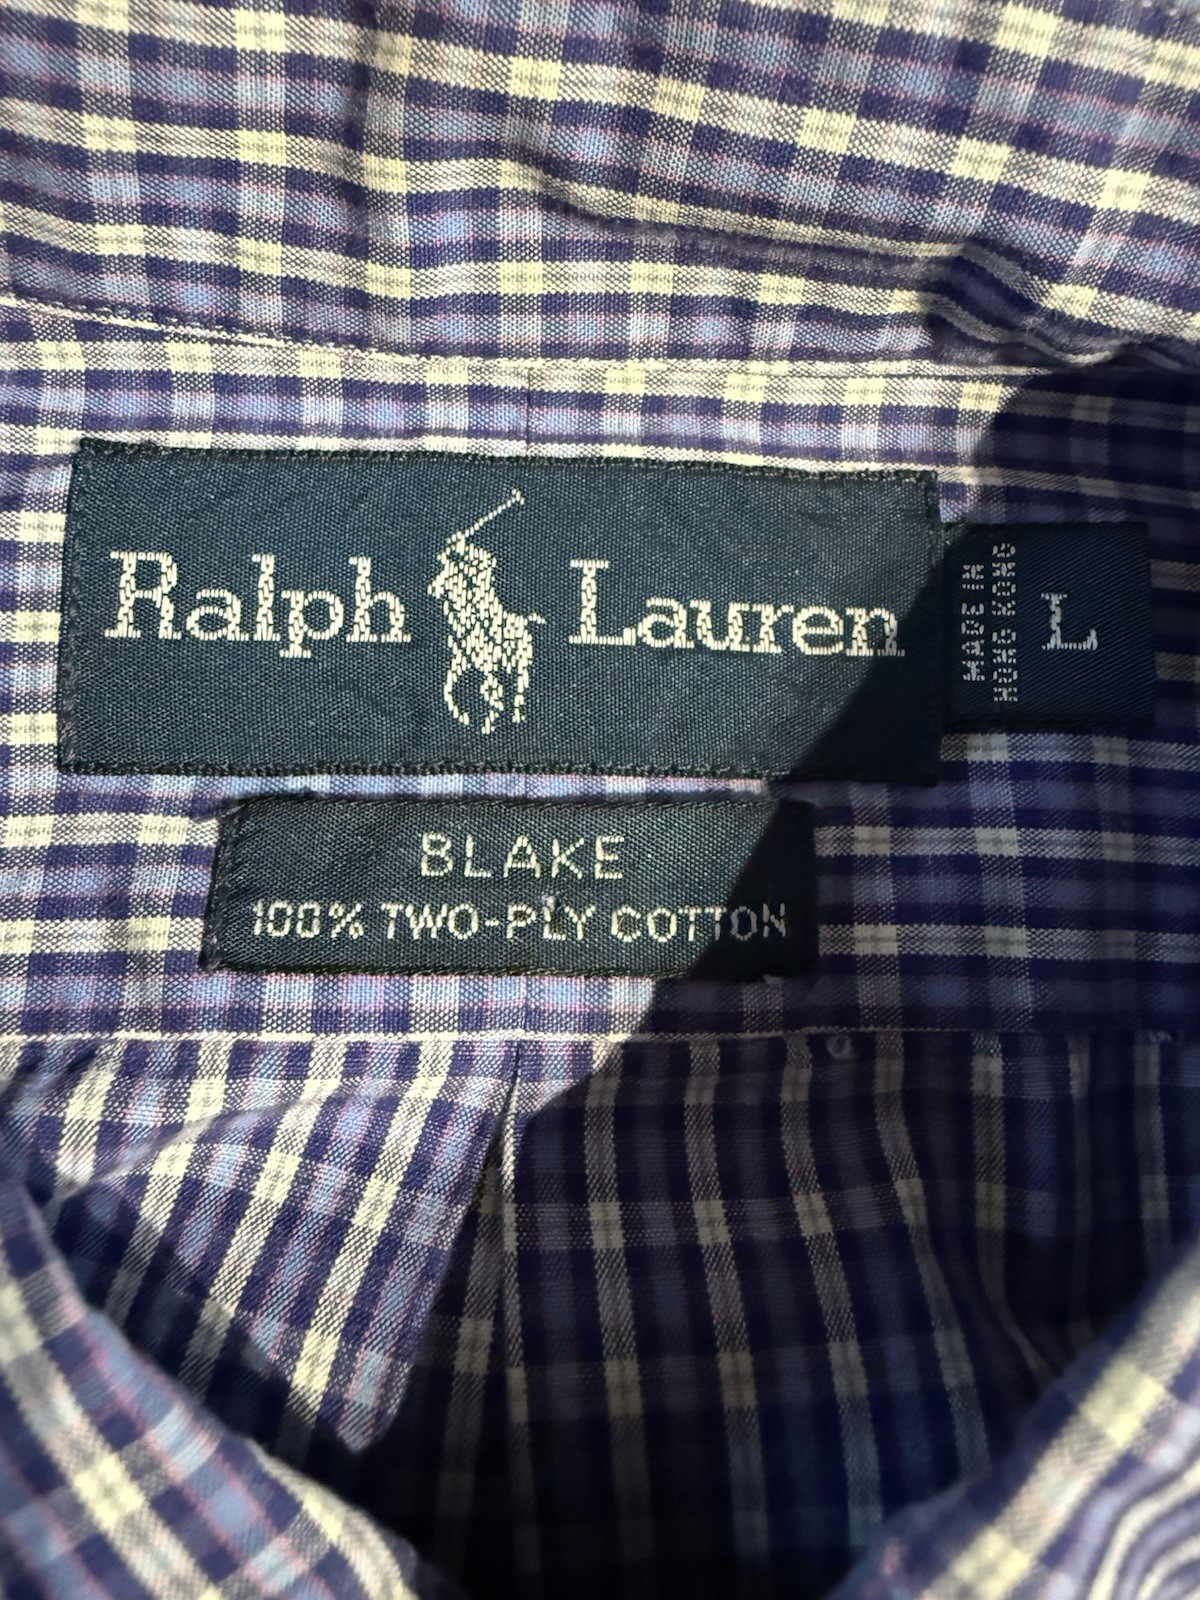 Ralph Lauren
MADE IN
HONG KONG
L
BLAKE
100% TWO-PLY COTTON